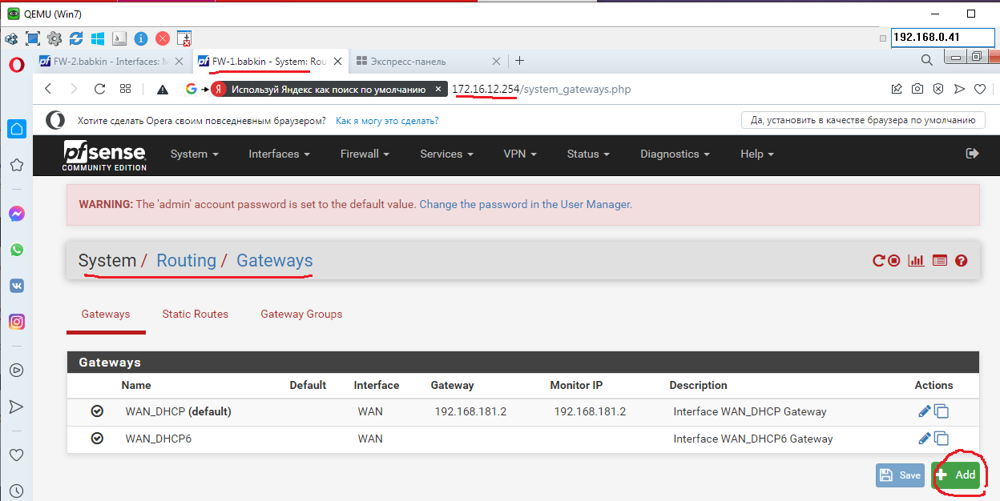 QEMU (Win7)
192.168.0.41
FW-2.babkin - Interfaces:
FW-1.babkin - System: Rou
Экспресс-панель
Используй Яндекс как поиск по умолчанию
172.16.12.254/system_gateways.php
Хотите сделать Opera своим повседневным браузером? Как я могу это сделать?
Да, установить в качестве браузера по умолчанию
pfsense
COMMUNITY EDITION
System Interfaces Firewall Services VPN Status Diagnostics Help
WARNING: The 'admin' account password is set to the default value. Change the password in the User Manager.
System / Routing / Gateways
Gateways Static Routes Gateway Groups
Gateways
Name Default Interface Gateway Monitor IP Description Actions
WAN_DHCP (default) WAN 192.168.181.2 192.168.181.2 Interface WAN_DHCP Gateway
WAN_DHCP6 WAN Interface WAN_DHCP6 Gateway
Save Add